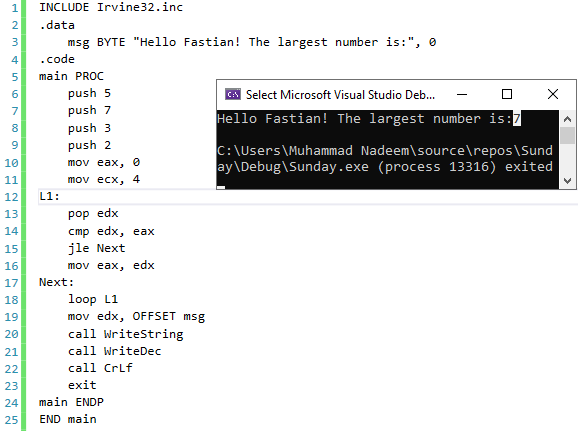 1 INCLUDE Irvine32.inc
2 .data
3 msg BYTE "Hello Fastian! The largest number is:", 0
4 .code
5 main PROC
6 push 5
7 push 7
8 push 3
9 push 2
10 mov eax, 0
11 mov ecx, 4
12 L1:
13 pop edx
14 cmp edx, eax
15 jle Next
16 mov eax, edx
17 Next:
18 loop L1
19 mov edx, OFFSET msg
20 call WriteString
21 call WriteDec
22 call CrLf
23 exit
24 main ENDP
25 END main
C:\ Select Microsoft Visual Studio Deb...
Hello Fastian! The largest number is:7
C:\Users\Muhammad Nadeem\source\repos\Sund
ay\Debug\Sunday.exe (process 13316) exited